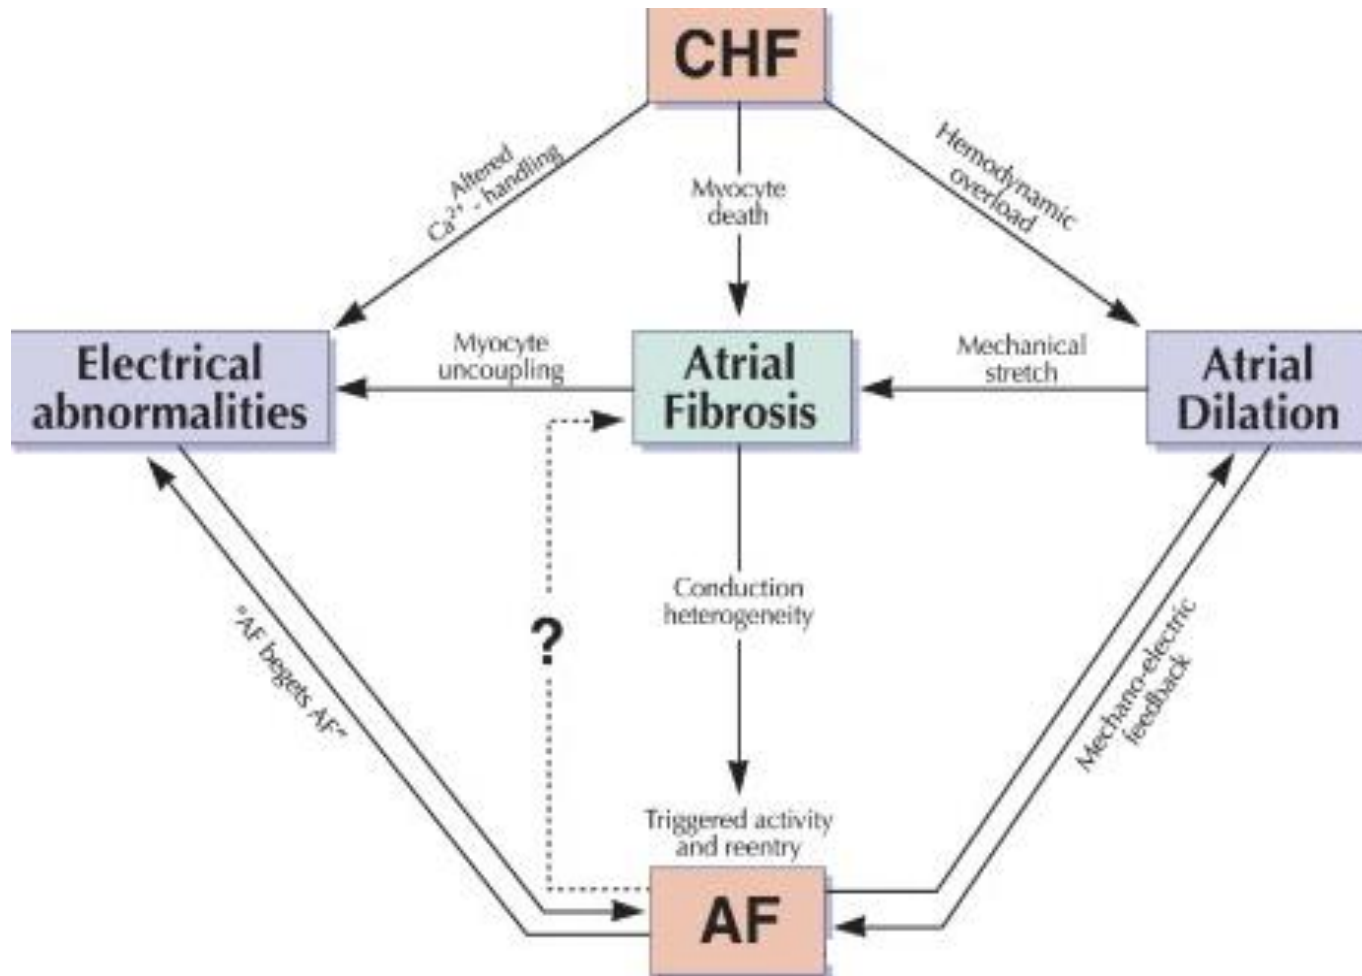 CHF
Altered
Ca²⁺ - handling
Myocyte
death
Hemodynamic
overload
Electrical
abnormalities
Myocyte
uncoupling
Atrial
Fibrosis
Mechanical
stretch
Atrial
Dilation
"AF begets AF"
?
Conduction
heterogeneity
Mechano-electric
feedback
Triggered activity
and reentry
AF